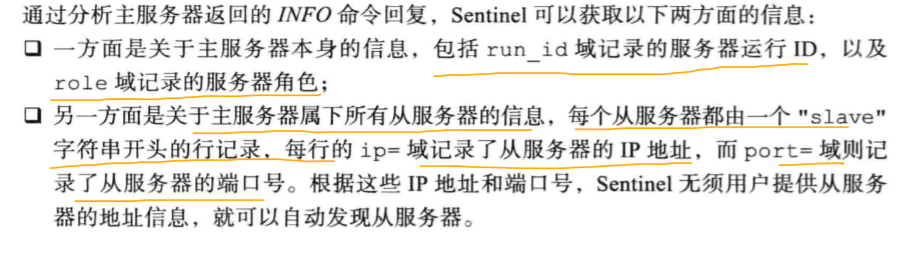 通过分析主服务器返回的 INFO 命令回复，Sentinel 可以获取以下两方面的信息：
❑ 一方面是关于主服务器本身的信息，包括 run_id 域记录的服务器运行 ID，以及
role 域记录的服务器角色；
❑ 另一方面是关于主服务器属下所有从服务器的信息，每个从服务器都由一个 "slave"
字符串开头的行记录，每行的 ip= 域记录了从服务器的 IP 地址，而 port= 域则记
录了从服务器的端口号。根据这些 IP 地址和端口号，Sentinel 无须用户提供从服务
器的地址信息，就可以自动发现从服务器。